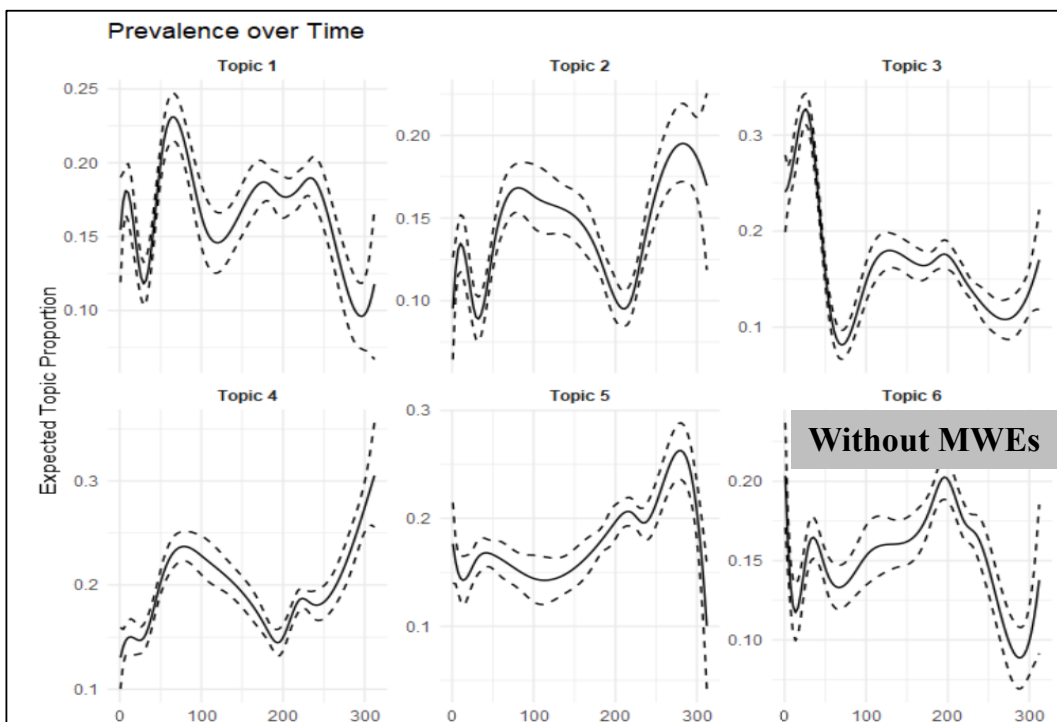 Prevalence over Time
Topic 1
Topic 2
Topic 3
0.25
0.20
0.15
0.10
0.20
0.15
0.10
0.3
0.2
0.1
Expected Topic Proportion
Topic 4
Topic 5
Topic 6
Without MWEs
0.3
0.2
0.1
0.3
0.2
0.1
0.20
0.15
0.10
0 100 200 300
0 100 200 300
0 100 200 300